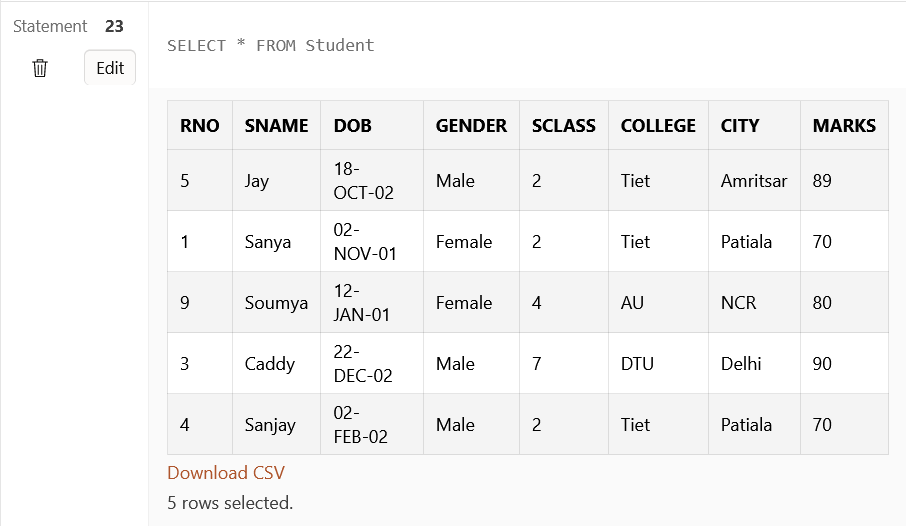 Statement 23
Edit
SELECT * FROM Student
RNO SNAME DOB GENDER SCLASS COLLEGE CITY MARKS
5 Jay 18-
OCT-02 Male 2 Tiet Amritsar 89
1 Sanya 02-
NOV-01 Female 2 Tiet Patiala 70
9 Soumya 12-
JAN-01 Female 4 AU NCR 80
3 Caddy 22-
DEC-02 Male 7 DTU Delhi 90
4 Sanjay 02-
FEB-02 Male 2 Tiet Patiala 70
Download CSV
5 rows selected.